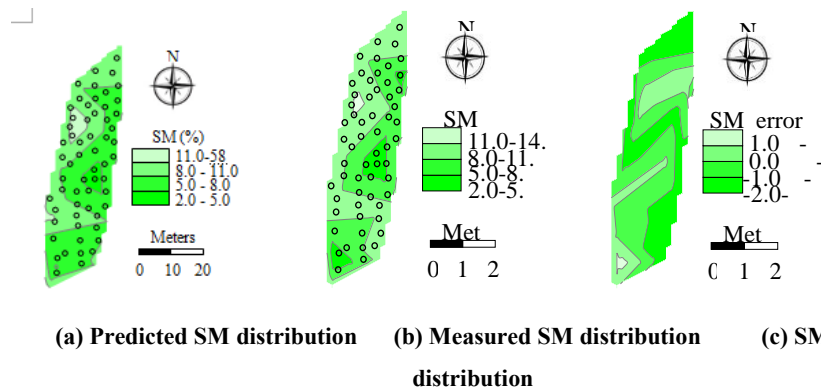 N
SM (%)
11.0-58
8.0 - 11.0
5.0 - 8.0
2.0 - 5.0
Meters
0 10 20
N
SM
11.0-14.
8.0-11.
5.0-8.
2.0-5.
Met
0 1 2
N
SM error
1.0 -
0.0 -
-1.0 -
-2.0-
Met
0 1 2
(a) Predicted SM distribution (b) Measured SM distribution (c) SM
distribution